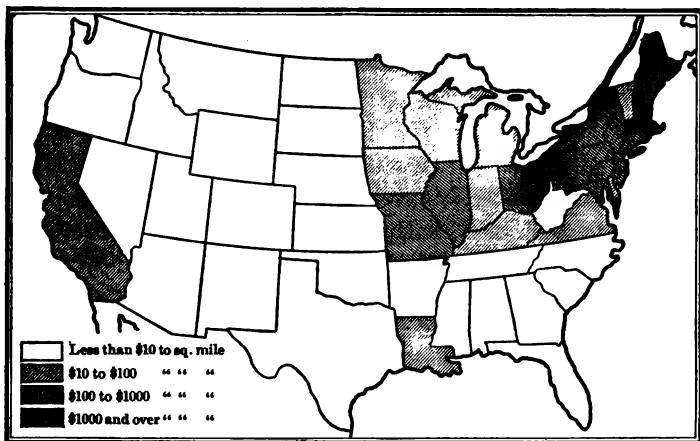 Less than $10 to sq. mile
$10 to $100 “ “ “
$100 to $1000 “ “ “
$1000 and over “ “ “